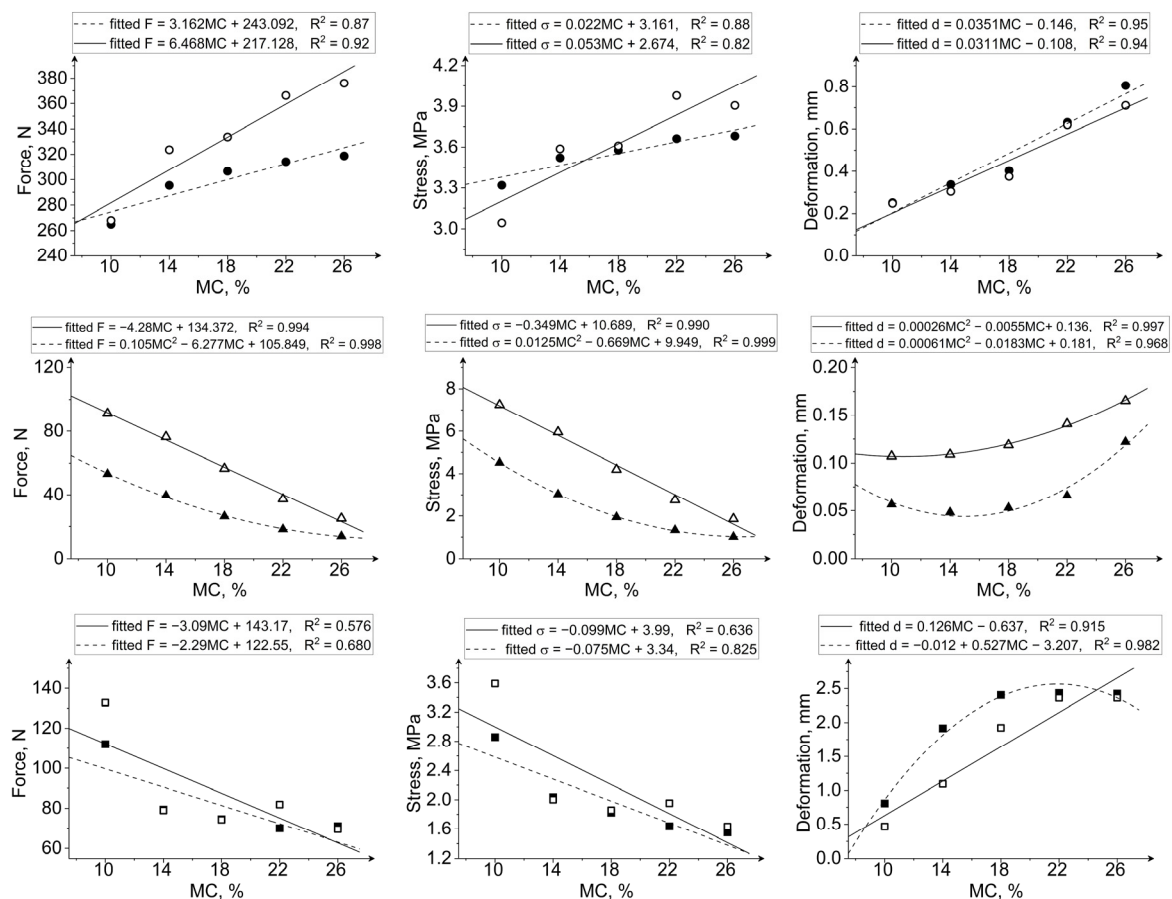 fitted F = 3.162MC + 243.092, R² = 0.87
fitted F = 6.468MC + 217.128, R² = 0.92
Force, N
380
360
340
320
300
280
260
240
10 14 18 22 26
MC, %
fitted σ = 0.022MC + 3.161, R² = 0.88
fitted σ = 0.053MC + 2.674, R² = 0.82
Stress, MPa
4.2
3.9
3.6
3.3
3.0
10 14 18 22 26
MC, %
fitted d = 0.0351MC − 0.146, R² = 0.95
fitted d = 0.0311MC − 0.108, R² = 0.94
Deformation, mm
0.8
0.6
0.4
0.2
0.0
10 14 18 22 26
MC, %
fitted F = −4.28MC + 134.372, R² = 0.994
fitted F = 0.105MC² − 6.277MC + 105.849, R² = 0.998
Force, N
120
80
40
0
10 14 18 22 26
MC, %
fitted σ = −0.349MC + 10.689, R² = 0.990
fitted σ = 0.0125MC² − 0.669MC + 9.949, R² = 0.999
Stress, MPa
8
6
4
2
0
10 14 18 22 26
MC, %
fitted d = 0.00026MC² − 0.0055MC+ 0.136, R² = 0.997
fitted d = 0.00061MC² − 0.0183MC + 0.181, R² = 0.968
Deformation, mm
0.20
0.15
0.10
0.05
0.00
10 14 18 22 26
MC, %
fitted F = −3.09MC + 143.17, R² = 0.576
fitted F = −2.29MC + 122.55, R² = 0.680
Force, N
140
120
100
80
60
10 14 18 22 26
MC, %
fitted σ = −0.099MC + 3.99, R² = 0.636
fitted σ = −0.075MC + 3.34, R² = 0.825
Stress, MPa
3.6
3.2
2.8
2.4
2.0
1.6
1.2
10 14 18 22 26
MC, %
fitted d = 0.126MC − 0.637, R² = 0.915
fitted d = −0.012 + 0.527MC − 3.207, R² = 0.982
Deformation, mm
2.5
2.0
1.5
1.0
0.5
0.0
10 14 18 22 26
MC, %